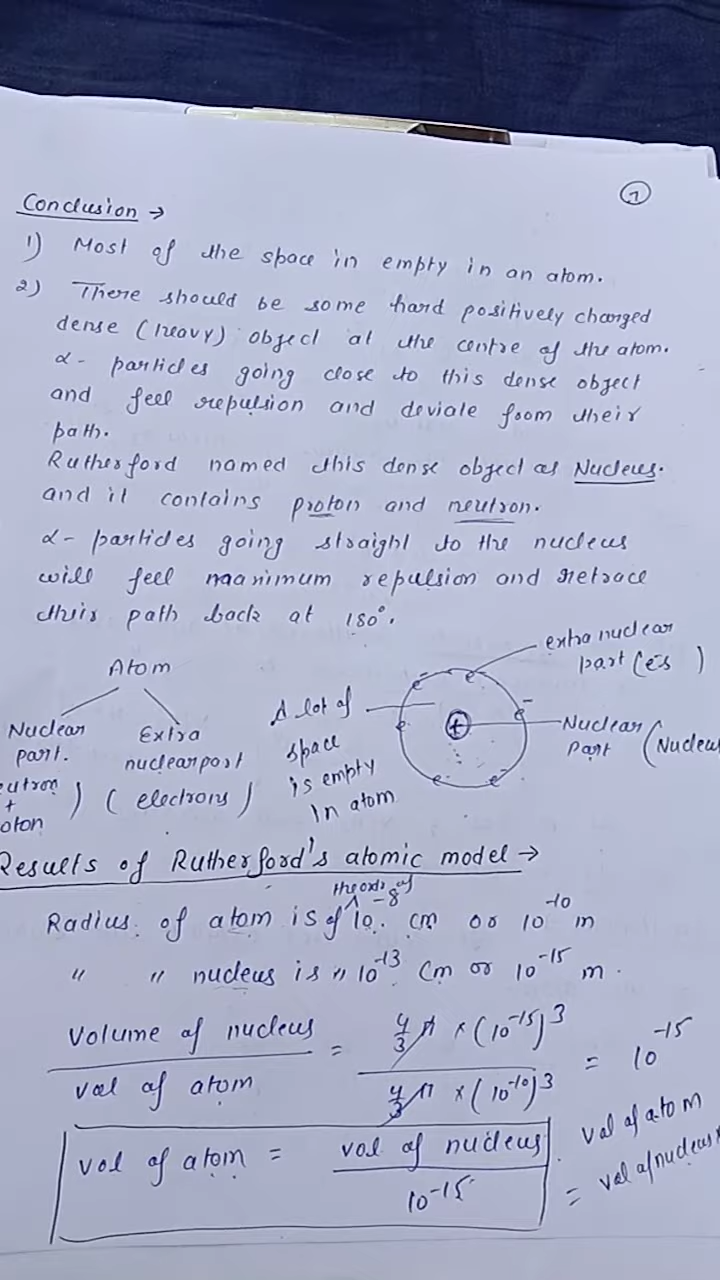 7
Conclusion →
1) Most of the space in empty in an atom.
2) There should be some hard positively charged
dense (Heavy) object at the centre of the atom.
α- particles going close to this dense object
and feel repulsion and deviate from their
path.
Rutherford named this dense object as Nucleus.
and it contains proton and neutron.
α- particles going straight to the nucleus
will feel maximum repulsion and retrace
their path back at 180°.
Atom
Nuclear part.
eutron + oton)
Extra nuclear part
(electrons)
A lot of space is empty in atom
e⁻ e⁻ e⁻ e⁻ e⁻ e⁻
+
extra nuclear part (e⁻s)
Nuclear part (Nucleu
Results of Rutherford's atomic model →
Radius of atom is of the order of 10⁻⁸ cm or 10⁻¹⁰ m
" " nucleus is " 10⁻¹³ cm or 10⁻¹⁵ m.
Volume of nucleus / vol of atom = 4/3 π × (10⁻¹⁵)³ / 4/3 π × (10⁻¹⁰)³ = 10⁻¹⁵
vol of atom = vol of nucleus / 10⁻¹⁵
vol of atom
= vol of nucleus ×